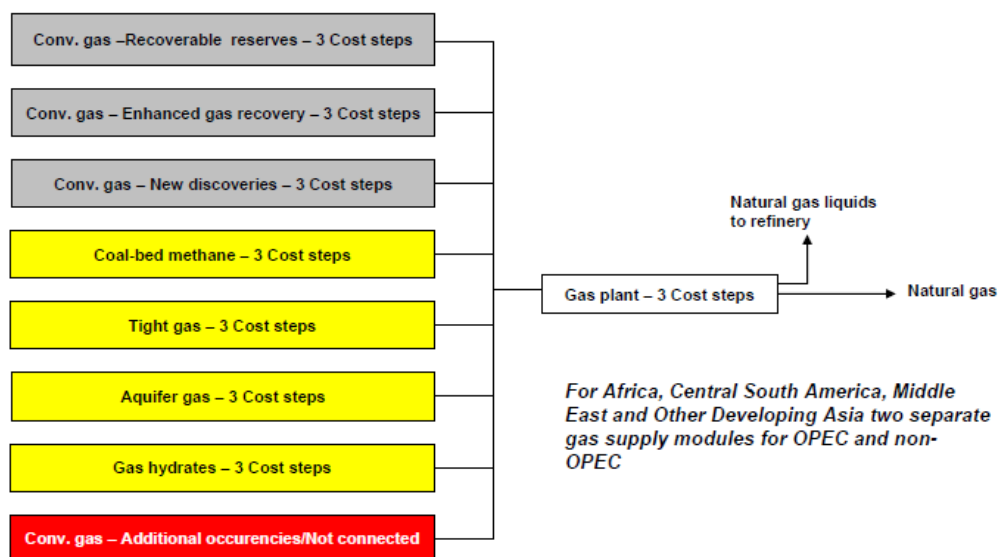 Conv. gas –Recoverable reserves – 3 Cost steps
Conv. gas – Enhanced gas recovery – 3 Cost steps
Conv. gas – New discoveries – 3 Cost steps
Coal-bed methane – 3 Cost steps
Tight gas – 3 Cost steps
Aquifer gas – 3 Cost steps
Gas hydrates – 3 Cost steps
Conv. gas – Additional occurencies/Not connected
Gas plant – 3 Cost steps
Natural gas liquids
to refinery
Natural gas
For Africa, Central South America, Middle
East and Other Developing Asia two separate
gas supply modules for OPEC and non-
OPEC